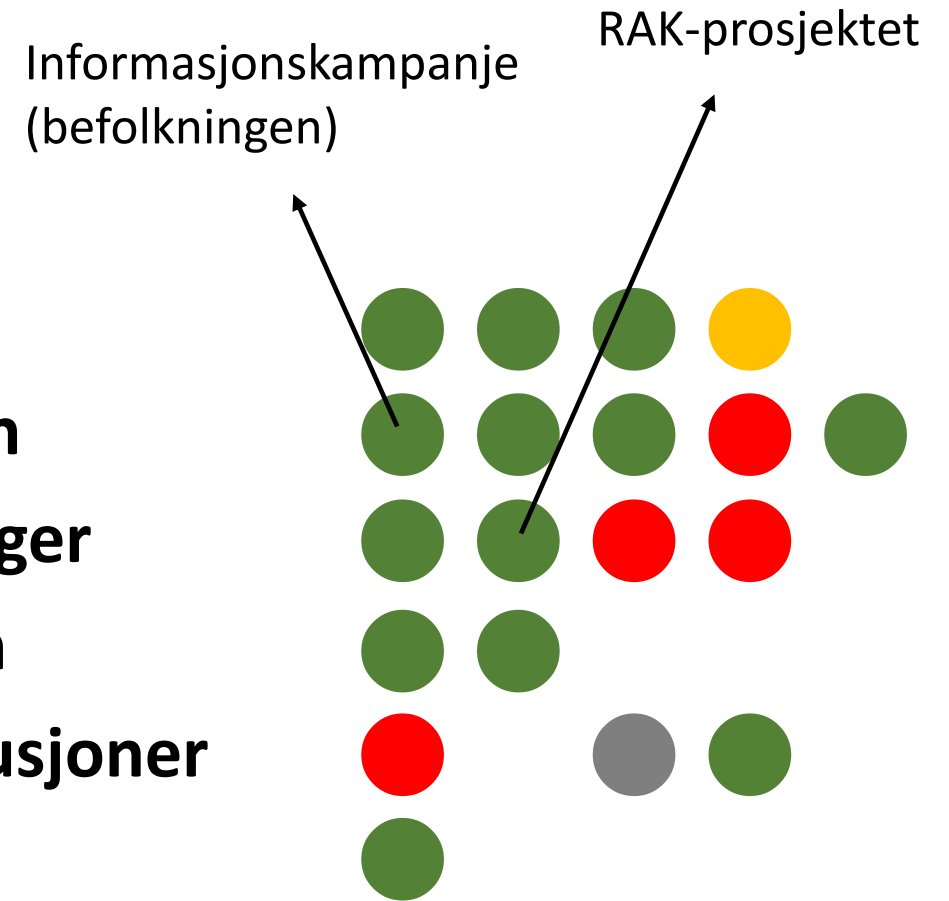 RAK-prosjektet
Informasjonskampanje
(befolkningen)
n
ger
n
usjoner